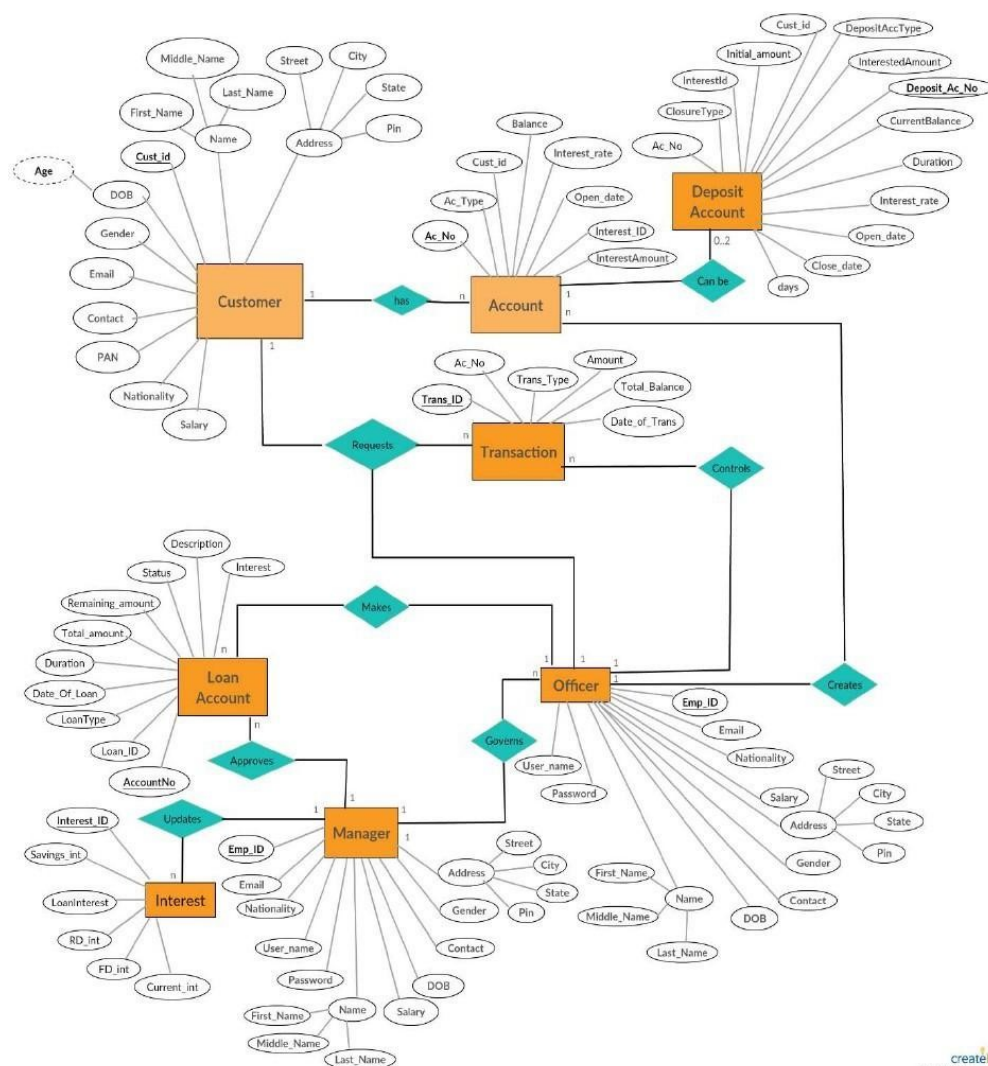 Cust_id
DepositAccType
Initial_amount
InterestedAmount
InterestId
Deposit_Ac_No
ClosureType
CurrentBalance
Ac_No
Duration
Interest_rate
Open_date
Close_date
days
Deposit
Account
0..2
Can be
Middle_Name
Street
City
Last_Name
State
First_Name
Name
Address
Pin
Cust_id
Age
DOB
Gender
Email
Contact
PAN
Nationality
Salary
Customer
1
1
has
n
Balance
Cust_id
Interest_rate
Ac_Type
Open_date
Ac_No
Interest_ID
InterestAmount
Account
1
n
Ac_No
Amount
Trans_Type
Total_Balance
Trans_ID
Date_of_Trans
Requests
n
Transaction
n
Controls
Description
Status
Interest
Remaining_amount
Total_amount
Duration
Date_Of_Loan
LoanType
Loan_ID
AccountNo
Loan
Account
n
n
Makes
1
1
1
1
n
Officer
Creates
Emp_ID
Email
Nationality
Governs
User_name
Password
Salary
Street
City
Address
State
Pin
Gender
Contact
DOB
First_Name
Name
Middle_Name
Last_Name
Approves
1
1
1
1
Updates
n
Interest_ID
Savings_int
LoanInterest
RD_int
FD_int
Current_int
Interest
Manager
Emp_ID
Email
Nationality
User_name
Password
Street
City
Address
State
Pin
Gender
Contact
DOB
Salary
First_Name
Name
Middle_Name
Last_Name